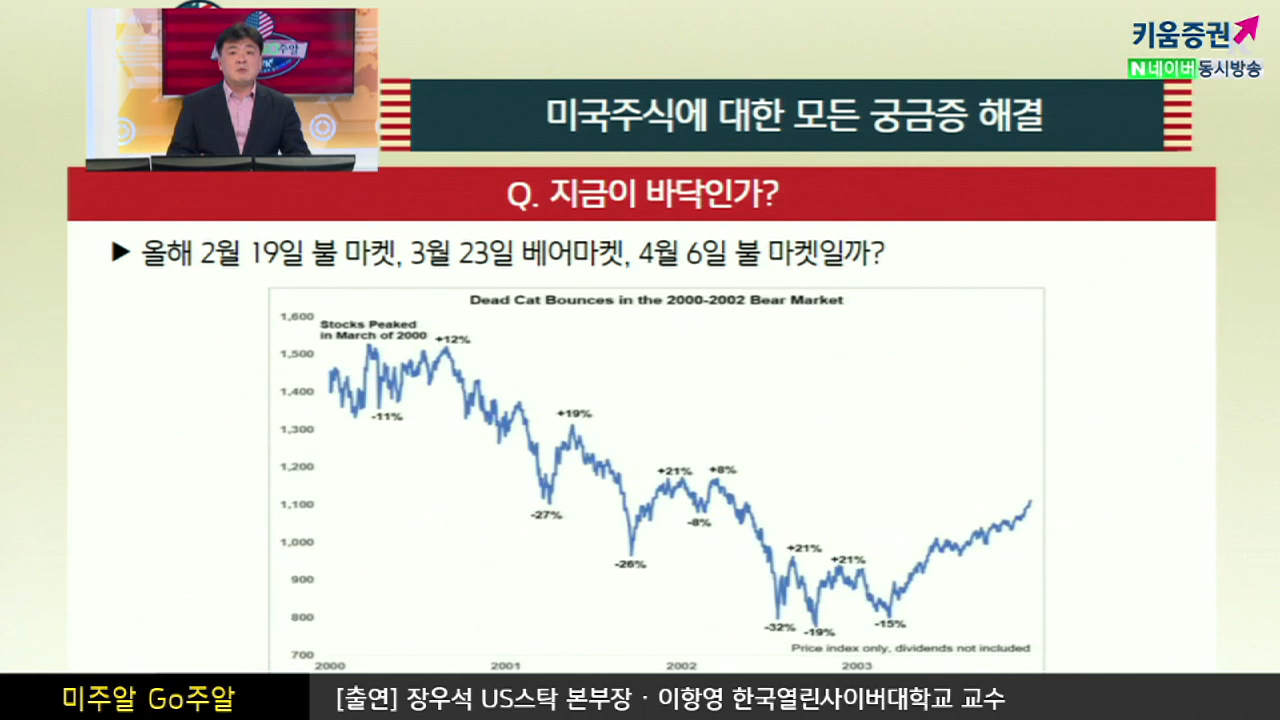 키움증권
N 네이버 동시방송
주알
미국주식에 대한 모든 궁금증 해결
Q. 지금이 바닥인가?
▶ 올해 2월 19일 불 마켓, 3월 23일 베어마켓, 4월 6일 불 마켓일까?
Dead Cat Bounces in the 2000-2002 Bear Market
1,600
Stocks Peaked
in March of 2000
+12%
1,500
1,400
-11%
+19%
1,300
1,200
+21%
+8%
1,100
-27%
-8%
1,000
-26%
+21%
+21%
900
800
-32%
-19%
-15%
Price index only, dividends not included
700
2000
2001
2002
2003
미주알 Go주알
[출연] 장우석 US스탁 본부장 · 이항영 한국열린사이버대학교 교수